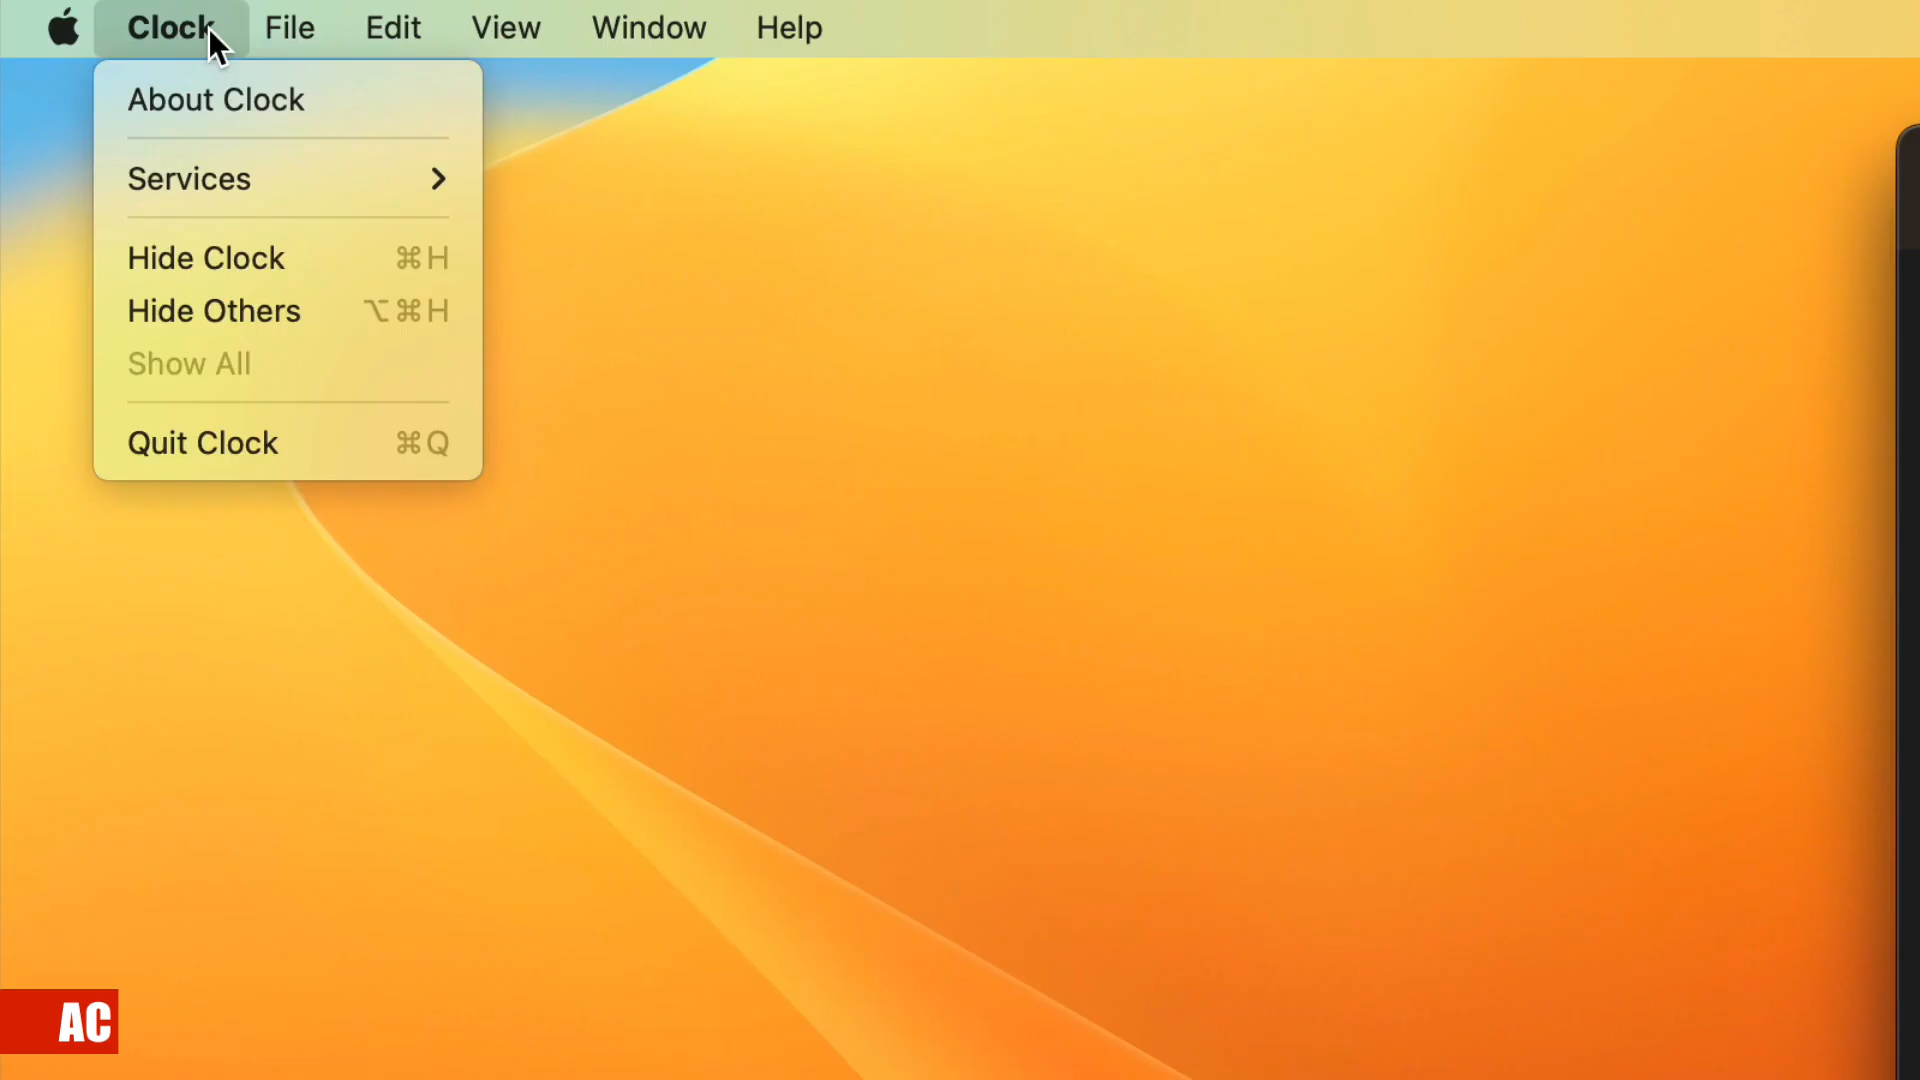 Clock File Edit View Window Help
About Clock
Services
Hide Clock ⌘H
Hide Others ⌥⌘H
Show All
Quit Clock ⌘Q
AC